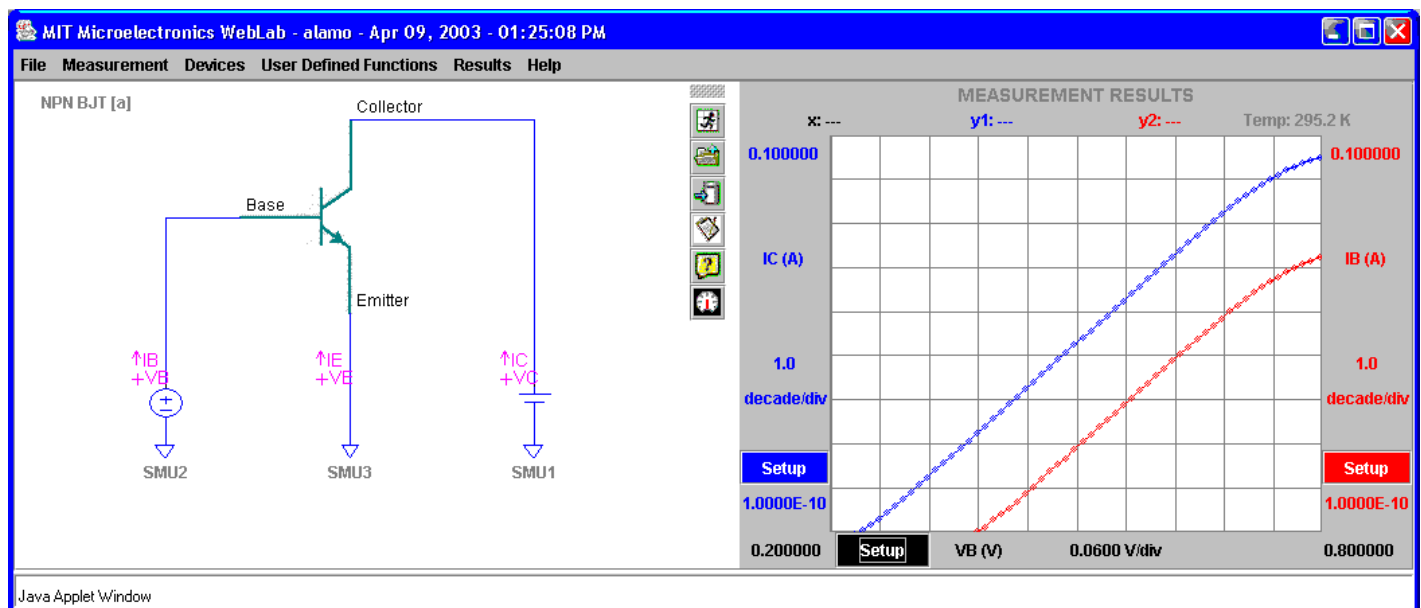 MIT Microelectronics WebLab - alamo - Apr 09, 2003 - 01:25:08 PM
File Measurement Devices User Defined Functions Results Help
NPN BJT [a]
Collector
Base
Emitter
↑IB
+VB
↑IE
+VE
↑IC
+VC
SMU2
SMU3
SMU1
MEASUREMENT RESULTS
x: ---
y1: ---
y2: ---
Temp: 295.2 K
0.100000
0.100000
IC (A)
IB (A)
1.0
decade/div
1.0
decade/div
Setup
Setup
1.0000E-10
1.0000E-10
0.200000
Setup
VB (V)
0.0600 V/div
0.800000
Java Applet Window